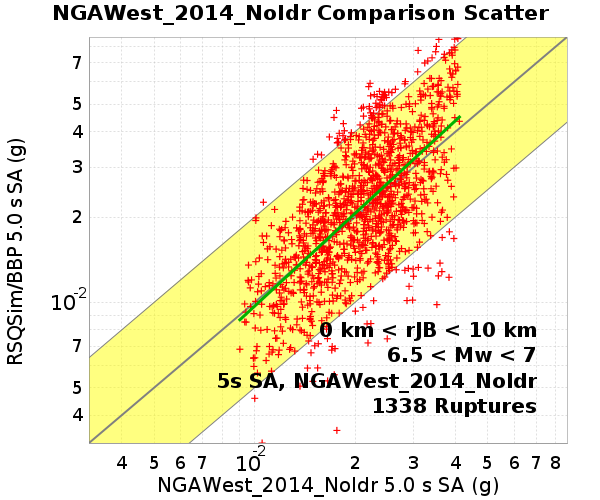 NGAWest_2014_NoIdr Comparison Scatter
RSQSim/BBP 5.0 s SA (g)
7
5
4
3
2
10-2
7
5
4
0 km < rJB < 10 km
6.5 < Mw < 7
5s SA, NGAWest_2014_NoIdr
1338 Ruptures
4 5 6 7 10-2 2 3 4 5 6 7 8
NGAWest_2014_NoIdr 5.0 s SA (g)